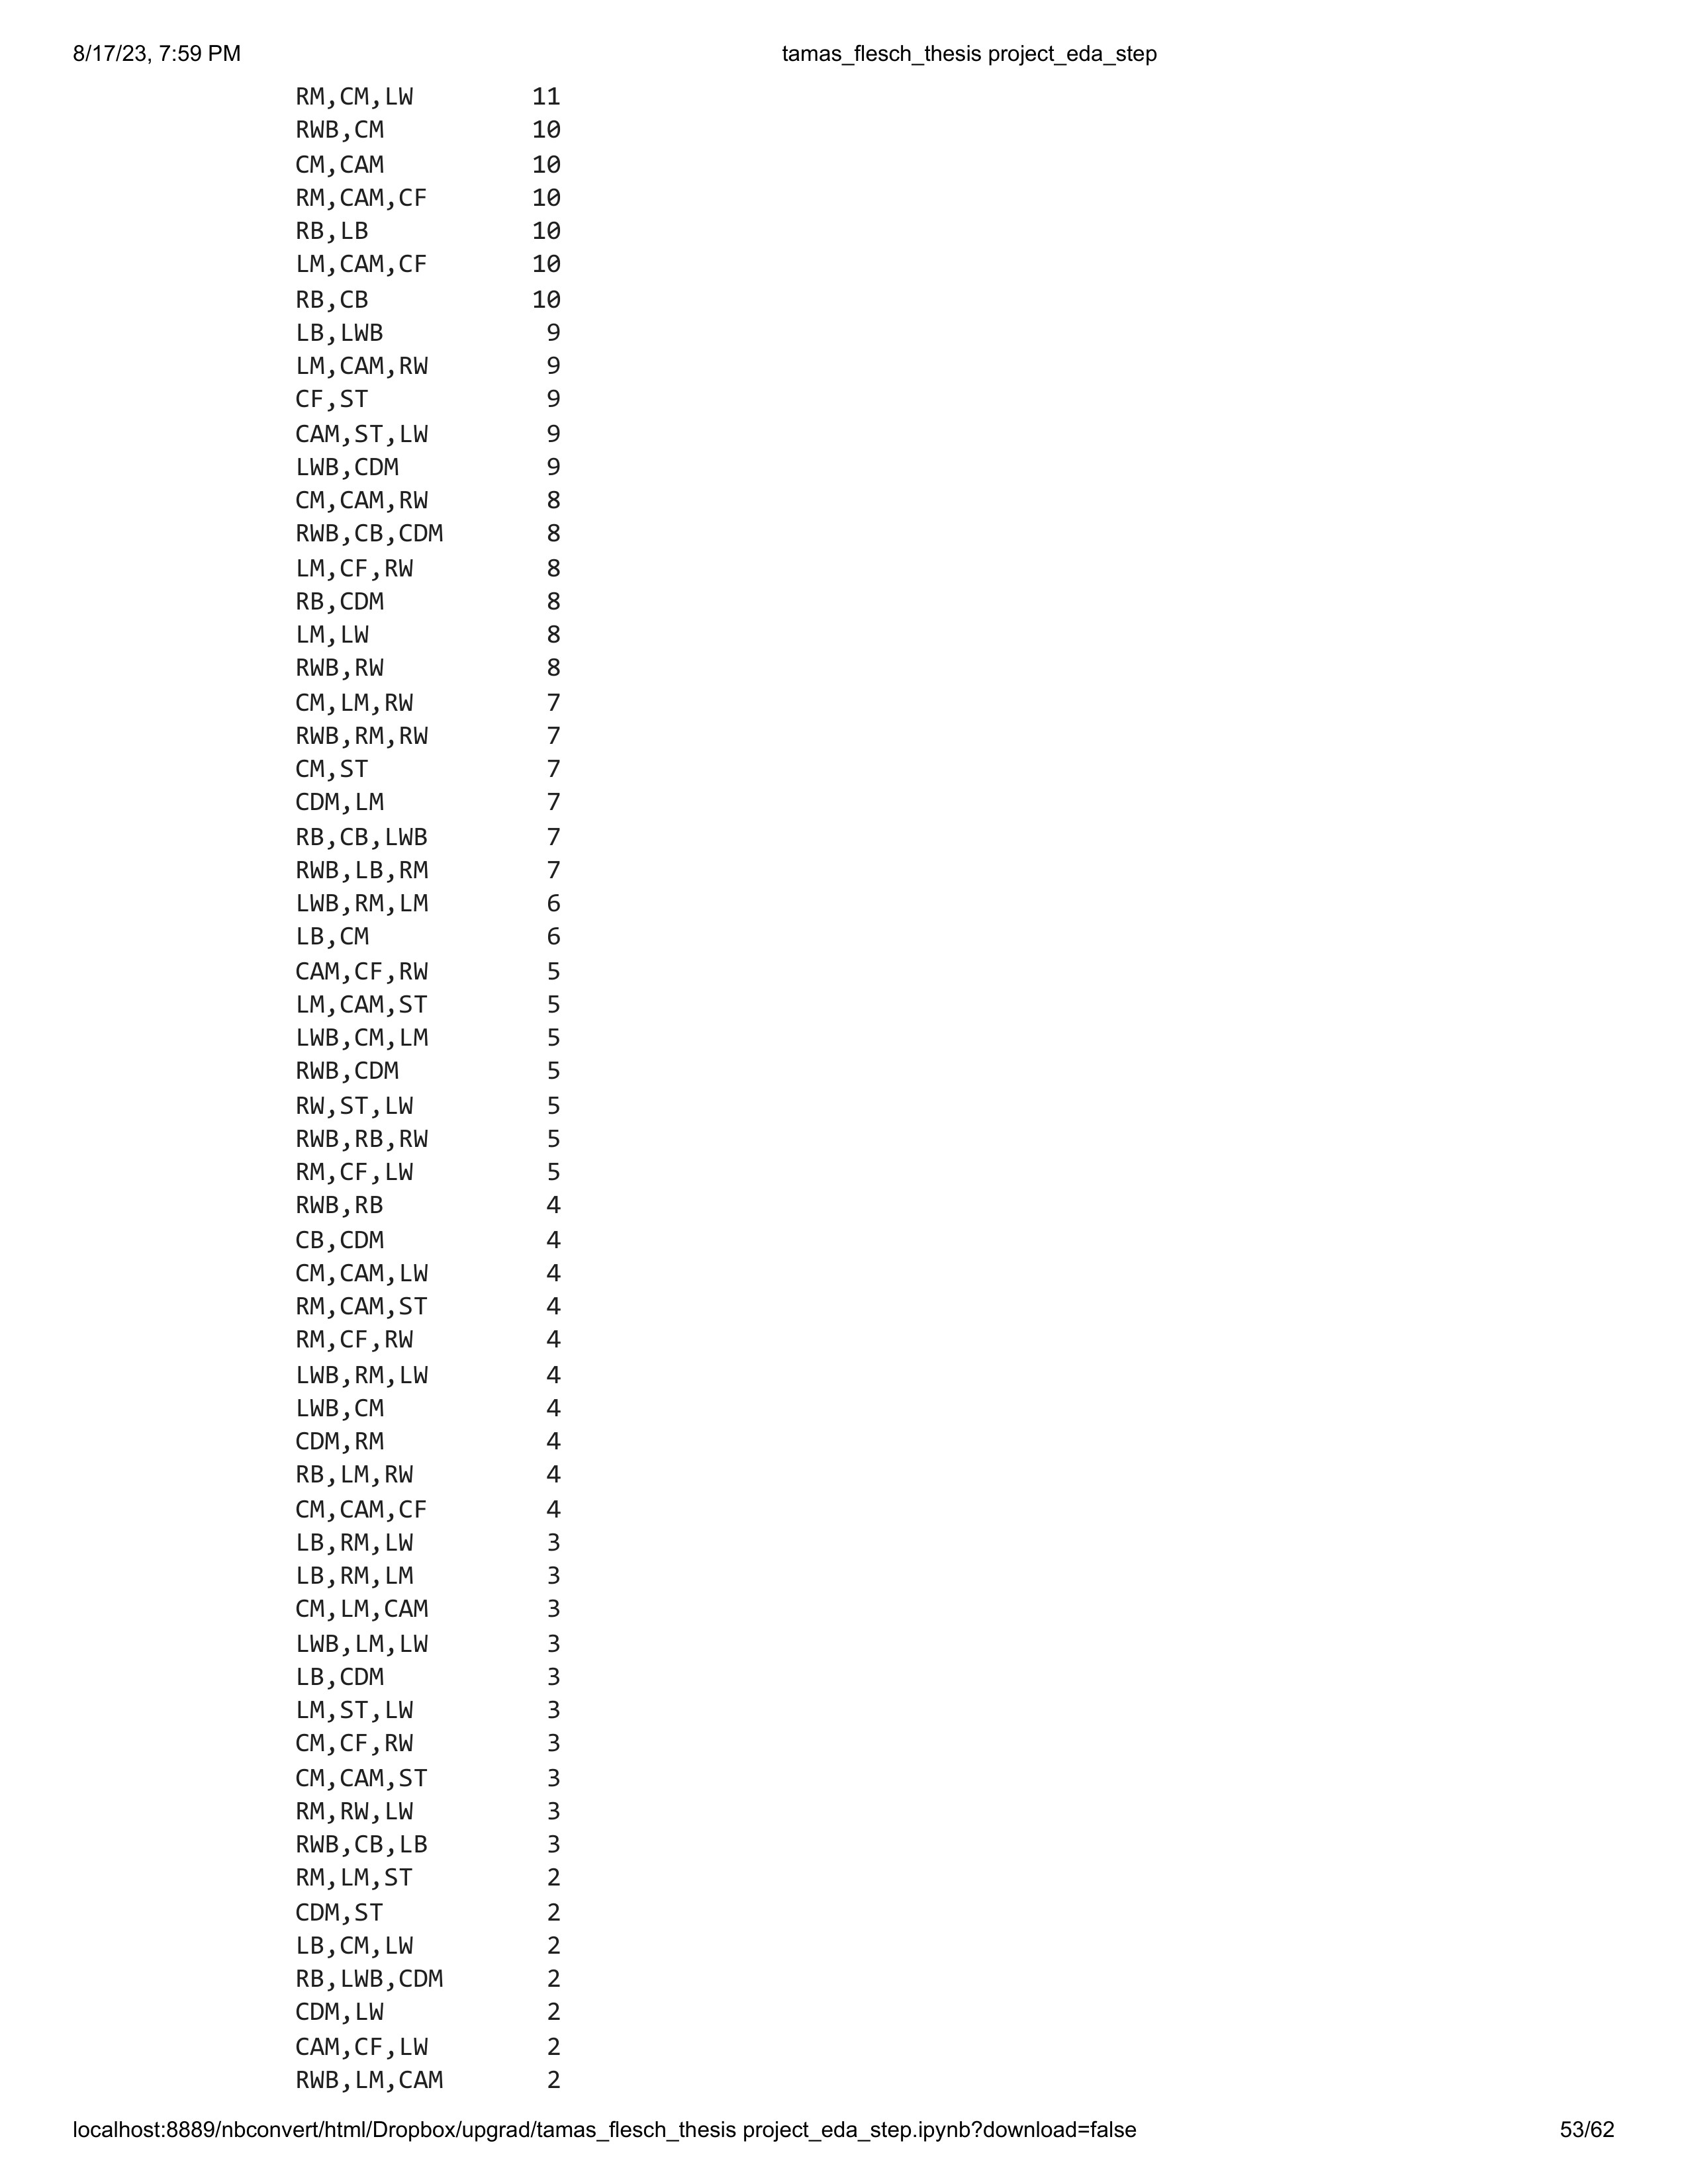 8/17/23, 7:59 PM tamas_flesch_thesis project_eda_step
RM,CM,LW 11
RWB,CM 10
CM,CAM 10
RM,CAM,CF 10
RB,LB 10
LM,CAM,CF 10
RB,CB 10
LB,LWB 9
LM,CAM,RW 9
CF,ST 9
CAM,ST,LW 9
LWB,CDM 9
CM,CAM,RW 8
RWB,CB,CDM 8
LM,CF,RW 8
RB,CDM 8
LM,LW 8
RWB,RW 8
CM,LM,RW 7
RWB,RM,RW 7
CM,ST 7
CDM,LM 7
RB,CB,LWB 7
RWB,LB,RM 7
LWB,RM,LM 6
LB,CM 6
CAM,CF,RW 5
LM,CAM,ST 5
LWB,CM,LM 5
RWB,CDM 5
RW,ST,LW 5
RWB,RB,RW 5
RM,CF,LW 5
RWB,RB 4
CB,CDM 4
CM,CAM,LW 4
RM,CAM,ST 4
RM,CF,RW 4
LWB,RM,LW 4
LWB,CM 4
CDM,RM 4
RB,LM,RW 4
CM,CAM,CF 4
LB,RM,LW 3
LB,RM,LM 3
CM,LM,CAM 3
LWB,LM,LW 3
LB,CDM 3
LM,ST,LW 3
CM,CF,RW 3
CM,CAM,ST 3
RM,RW,LW 3
RWB,CB,LB 3
RM,LM,ST 2
CDM,ST 2
LB,CM,LW 2
RB,LWB,CDM 2
CDM,LW 2
CAM,CF,LW 2
RWB,LM,CAM 2
localhost:8889/nbconvert/html/Dropbox/upgrad/tamas_flesch_thesis project_eda_step.ipynb?download=false 53/62